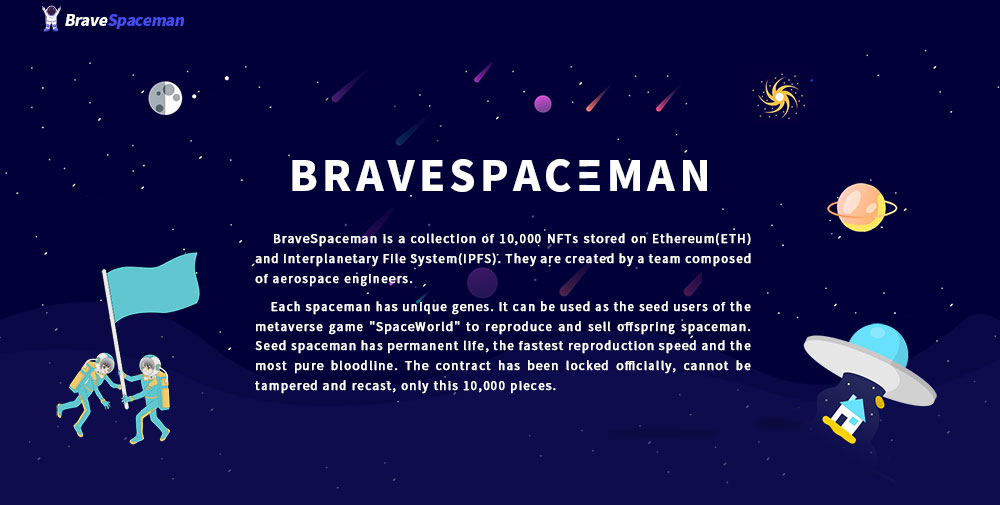 BraveSpaceman
BRAVESPACEMAN
BraveSpaceman is a collection of 10,000 NFTs stored on Ethereum(ETH)
and Interplanetary File System(IPFS). They are created by a team composed
of aerospace engineers.
Each spaceman has unique genes. It can be used as the seed users of the
metaverse game "SpaceWorld" to reproduce and sell offspring spaceman.
Seed spaceman has permanent life, the fastest reproduction speed and the
most pure bloodline. The contract has been locked officially, cannot be
tampered and recast, only this 10,000 pieces.